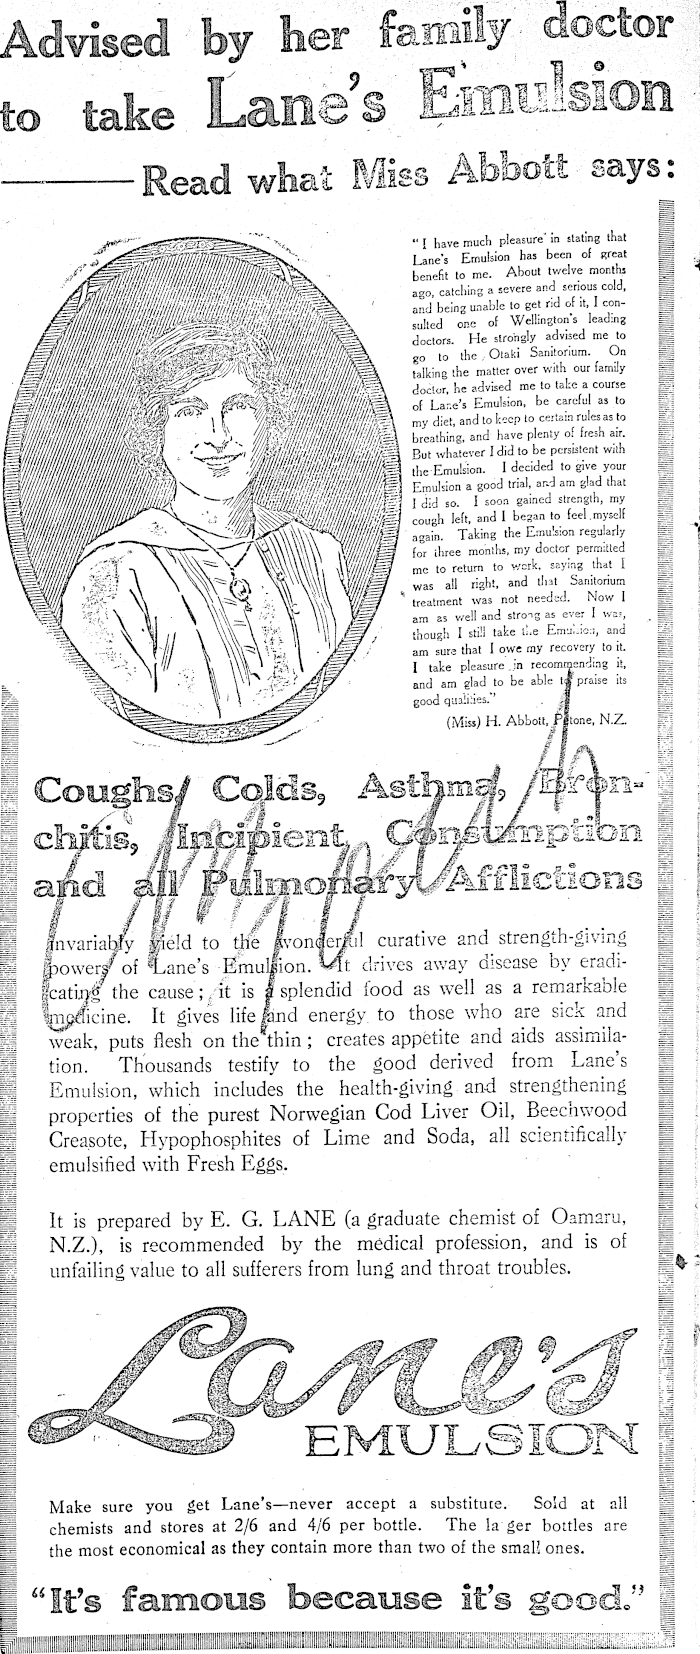 Advised by her family doctor
to take Lane's Emulsion
Read what Miss Abbott says:
"I have much pleasure in stating that
Lane's Emulsion has been of great
benefit to me. About twelve months
ago, catching a severe and serious cold,
and being unable to get rid of it, I con-
sulted one of Wellington's leading
doctors. He strongly advised me to
go to the Otaki Sanitorium. On
talking the matter over with our family
doctor, he advised me to take a course
of Lane's Emulsion, be careful as to
my diet, and to keep to certain rules as to
breathing, and have plenty of fresh air.
But whatever I did to be persistent with
the Emulsion. I decided to give your
Emulsion a good trial, and am glad that
I did so. I soon gained strength, my
cough left, and I began to feel myself
again. Taking the Emulsion regularly
for three months, my doctor permitted
me to return to work, saying that I
was all right, and that Sanitorium
treatment was not needed. Now I
am as well and strong as ever I was,
though I still take the Emulsion, and
am sure that I owe my recovery to it.
I take pleasure in recommending it,
and am glad to be able to praise its
good qualities."
(Miss) H. Abbott, Petone, N.Z.
Coughs, Colds, Asthma, Bron-
chitis, Incipient Consumption
and all Pulmonary Afflictions
invariably yield to the wonderful curative and strength-giving
powers of Lane's Emulsion. It drives away disease by eradi-
cating the cause; it is a splendid food as well as a remarkable
medicine. It gives life and energy to those who are sick and
weak, puts flesh on the thin; creates appetite and aids assimila-
tion. Thousands testify to the good derived from Lane's
Emulsion, which includes the health-giving and strengthening
properties of the purest Norwegian Cod Liver Oil, Beechwood
Creasote, Hypophosphites of Lime and Soda, all scientifically
emulsified with Fresh Eggs.
It is prepared by E. G. LANE (a graduate chemist of Oamaru,
N.Z.), is recommended by the medical profession, and is of
unfailing value to all sufferers from lung and throat troubles.
Lane's
EMULSION
Make sure you get Lane's—never accept a substitute. Sold at all
chemists and stores at 2/6 and 4/6 per bottle. The la ger bottles are
the most economical as they contain more than two of the small ones.
"It's famous because it's good."